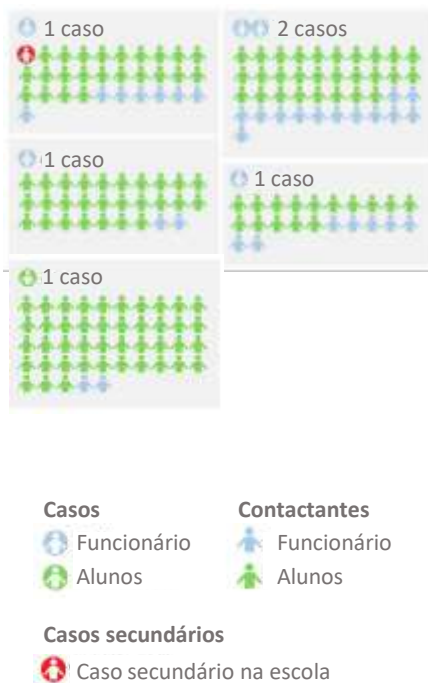 1 caso
2 casos
1 caso
1 caso
1 caso
Casos
Contactantes
Funcionário
Funcionário
Alunos
Alunos
Casos secundários
Caso secundário na escola